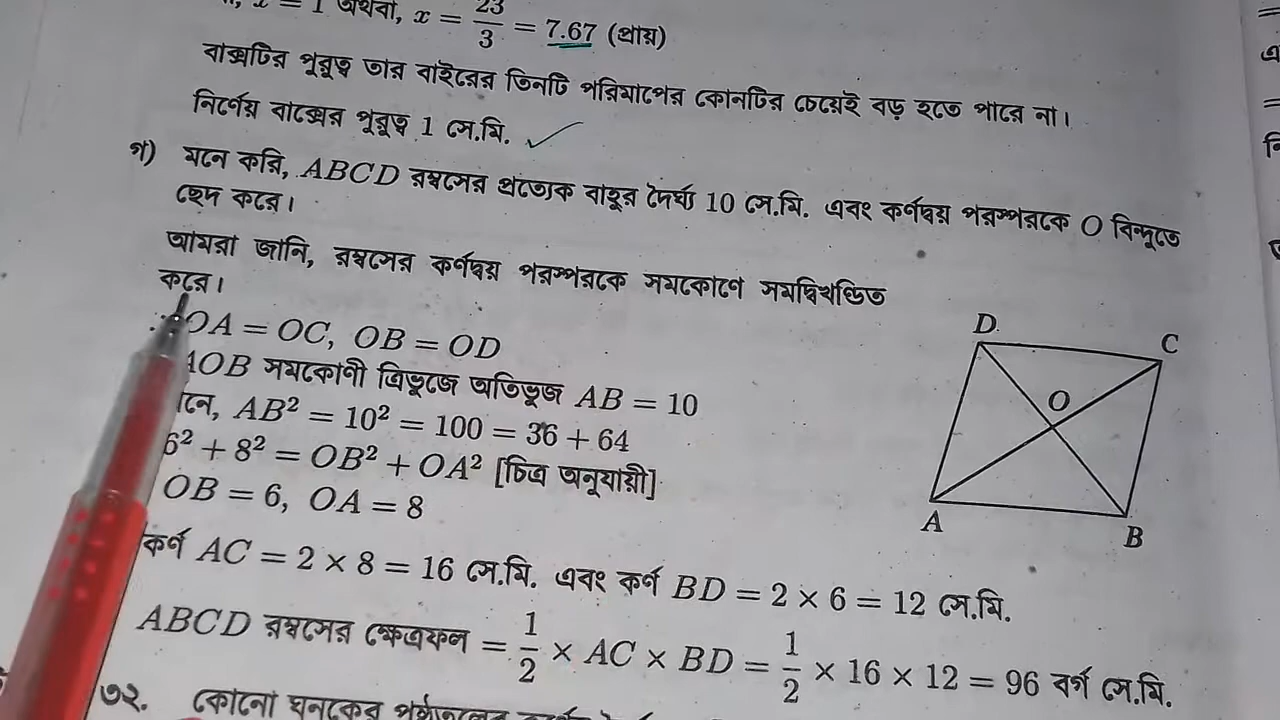 x = 1 অথবা, x = 23/3 = 7.67 (প্রায়)
বাক্সটির পুরুত্ব তার বাইরের তিনটি পরিমাপের কোনটির চেয়েই বড় হতে পারে না।
নির্ণেয় বাক্সের পুরুত্ব 1 সে.মি.
গ) মনে করি, ABCD রম্বসের প্রত্যেক বাহুর দৈর্ঘ্য 10 সে.মি. এবং কর্ণদ্বয় পরস্পরকে O বিন্দুতে
ছেদ করে।
আমরা জানি, রম্বসের কর্ণদ্বয় পরস্পরকে সমকোণে সমদ্বিখণ্ডিত
করে।
∴ OA = OC, OB = OD
AOB সমকোণী ত্রিভুজে অতিভুজ AB = 10
AB² = 10² = 100 = 36 + 64
6² + 8² = OB² + OA² [চিত্র অনুযায়ী]
OB = 6, OA = 8
কর্ণ AC = 2 × 8 = 16 সে.মি. এবং কর্ণ BD = 2 × 6 = 12 সে.মি.
ABCD রম্বসের ক্ষেত্রফল = 1/2 × AC × BD = 1/2 × 16 × 12 = 96 বর্গ সে.মি.
৩২. কোনো ঘনকের পৃষ্ঠতলের
D
C
O
A
B